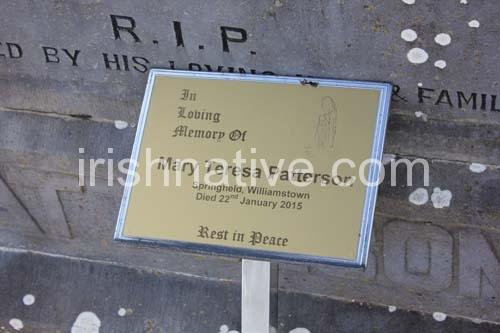 R.I.P.
ED BY HIS LOVING & FAMIL
In
Loving
Memory Of
Mary Teresa Patterson
Springfield, Williamstown
Died 22nd January 2015
Rest in Peace
irishnative.com